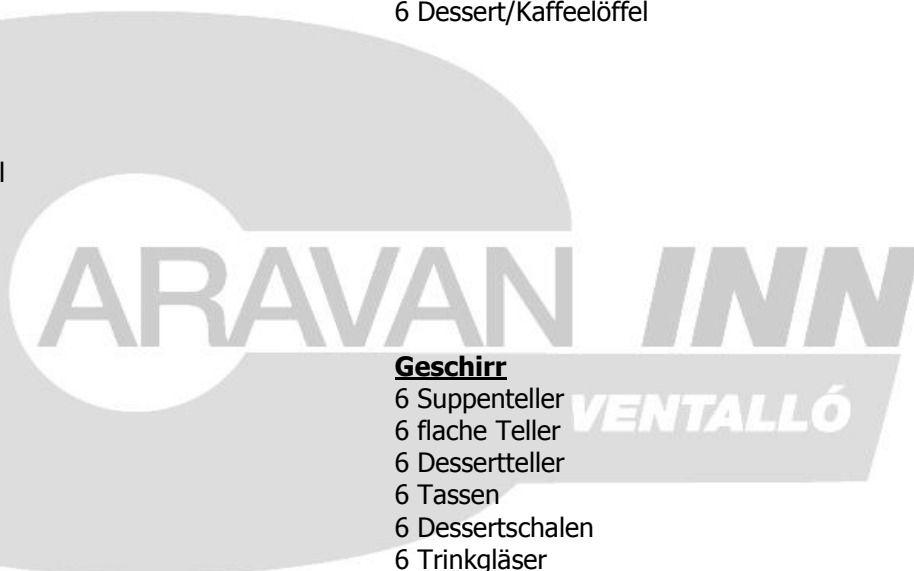 6 Dessert/Kaffeelöffel
l
CARAVAN INN
VENTALLÓ
Geschirr
6 Suppenteller
6 flache Teller
6 Dessertteller
6 Tassen
6 Dessertschalen
6 Trinkgläser